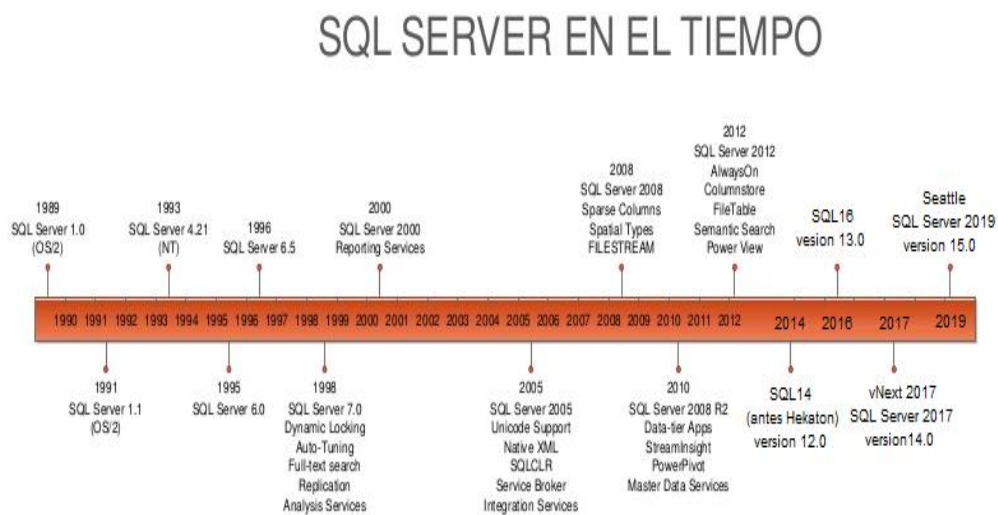 SQL SERVER EN EL TIEMPO
1989
SQL Server 1.0
(OS/2)
1993
SQL Server 4.21
(NT)
1996
SQL Server 6.5
2000
SQL Server 2000
Reporting Services
2008
SQL Server 2008
Sparse Columns
Spatial Types
FILESTREAM
2012
SQL Server 2012
AlwaysOn
Columnstore
FileTable
Semantic Search
Power View
SQL16
vesion 13.0
Seattle
SQL Server 2019
version 15.0
1990 1991 1992 1993 1994 1995 1996 1997 1998 1999 2000 2001 2002 2003 2004 2005 2006 2007 2008 2009 2010 2011 2012 2014 2016 2017 2019
1991
SQL Server 1.1
(OS/2)
1995
SQL Server 6.0
1998
SQL Server 7.0
Dynamic Locking
Auto-Tuning
Full-text search
Replication
Analysis Services
2005
SQL Server 2005
Unicode Support
Native XML
SQLCLR
Service Broker
Integration Services
2010
SQL Server 2008 R2
Data-tier Apps
StreamInsight
PowerPivot
Master Data Services
SQL14
(antes Hekaton)
version 12.0
vNext 2017
SQL Server 2017
version14.0